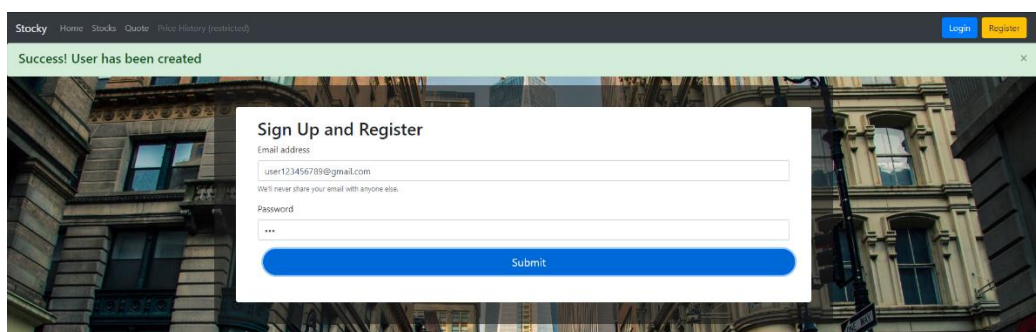 Stocky Home Stocks Quote Price History (restricted) Login Register
Success! User has been created ×
Sign Up and Register
Email address
user123456789@gmail.com
We'll never share your email with anyone else.
Password
•••
Submit